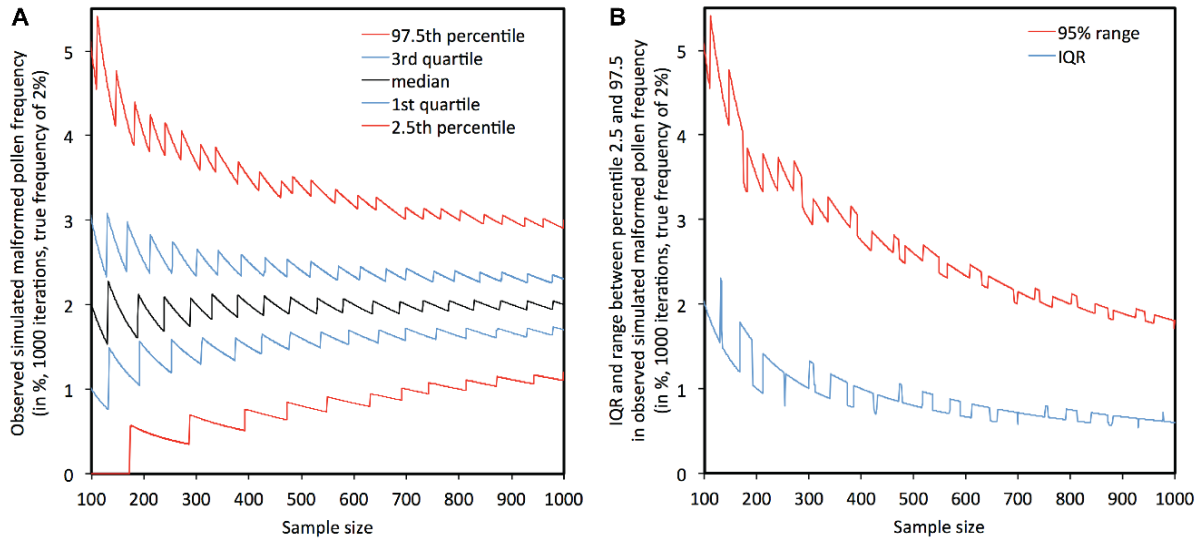 A
Observed simulated malformed pollen frequency
(in %, 1000 iterations, true frequency of 2%)
5
4
3
2
1
0
97.5th percentile
3rd quartile
median
1st quartile
2.5th percentile
100 200 300 400 500 600 700 800 900 1000
Sample size
B
IQR and range between percentile 2.5 and 97.5
in observed simulated malformed pollen frequency
(in %, 1000 iterations, true frequency of 2%)
5
4
3
2
1
0
95% range
IQR
100 200 300 400 500 600 700 800 900 1000
Sample size